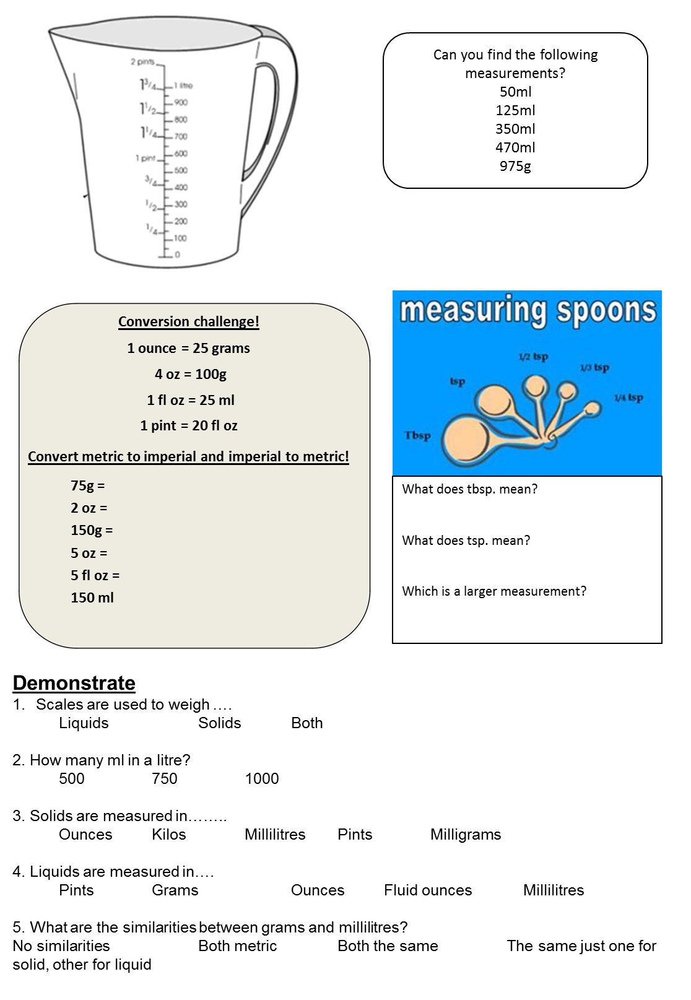 2 pints
1 3/4
1 litre
900
1 1/2
800
1 1/4
700
600
1 pint
500
3/4
400
1/2
300
200
1/4
100
0
Can you find the following
measurements?
50ml
125ml
350ml
470ml
975g
Conversion challenge!
1 ounce = 25 grams
4 oz = 100g
1 fl oz = 25 ml
1 pint = 20 fl oz
Convert metric to imperial and imperial to metric!
75g =
2 oz =
150g =
5 oz =
5 fl oz =
150 ml
measuring spoons
1/2 tsp
1/3 tsp
tsp
1/4 tsp
Tbsp
What does tbsp. mean?
What does tsp. mean?
Which is a larger measurement?
Demonstrate
1. Scales are used to weigh ....
Liquids Solids Both
2. How many ml in a litre?
500 750 1000
3. Solids are measured in........
Ounces Kilos Millilitres Pints Milligrams
4. Liquids are measured in....
Pints Grams Ounces Fluid ounces Millilitres
5. What are the similarities between grams and millilitres?
No similarities Both metric Both the same The same just one for
solid, other for liquid